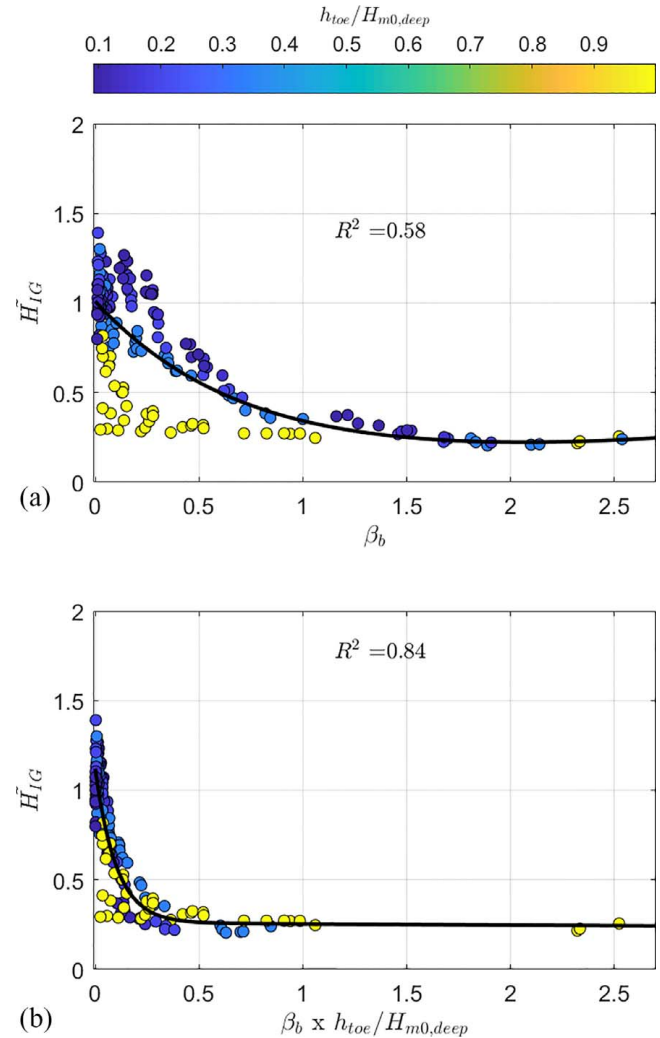 h_toe/H_m0,deep
0.1 0.2 0.3 0.4 0.5 0.6 0.7 0.8 0.9
2
R² =0.58
1.5
H̃_IG
1
0.5
0
0 0.5 1 1.5 2 2.5
(a)
β_b
2
R² =0.84
1.5
H̃_IG
1
0.5
0
0 0.5 1 1.5 2 2.5
(b)
β_b x h_toe/H_m0,deep